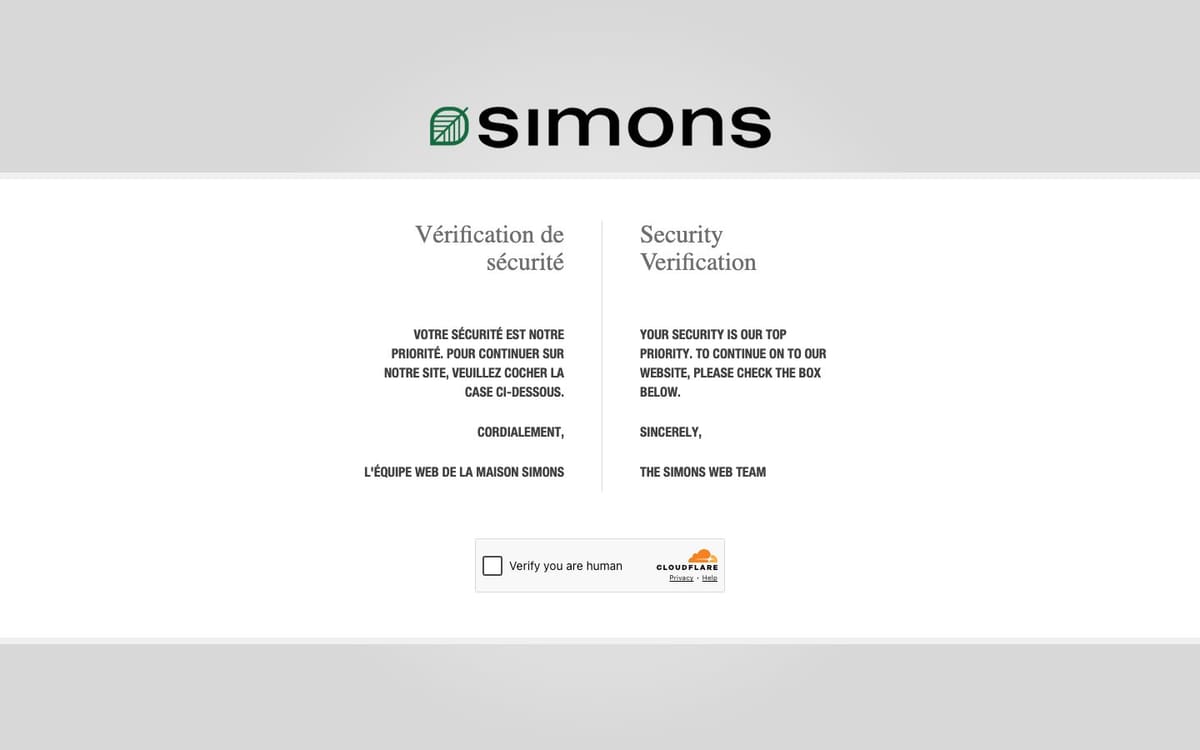 simons
Vérification de
sécurité
VOTRE SÉCURITÉ EST NOTRE
PRIORITÉ. POUR CONTINUER SUR
NOTRE SITE, VEUILLEZ COCHER LA
CASE CI-DESSOUS.
CORDIALEMENT,
L'ÉQUIPE WEB DE LA MAISON SIMONS
Security
Verification
YOUR SECURITY IS OUR TOP
PRIORITY. TO CONTINUE ON TO OUR
WEBSITE, PLEASE CHECK THE BOX
BELOW.
SINCERELY,
THE SIMONS WEB TEAM
Verify you are human
CLOUDFLARE
Privacy • Help